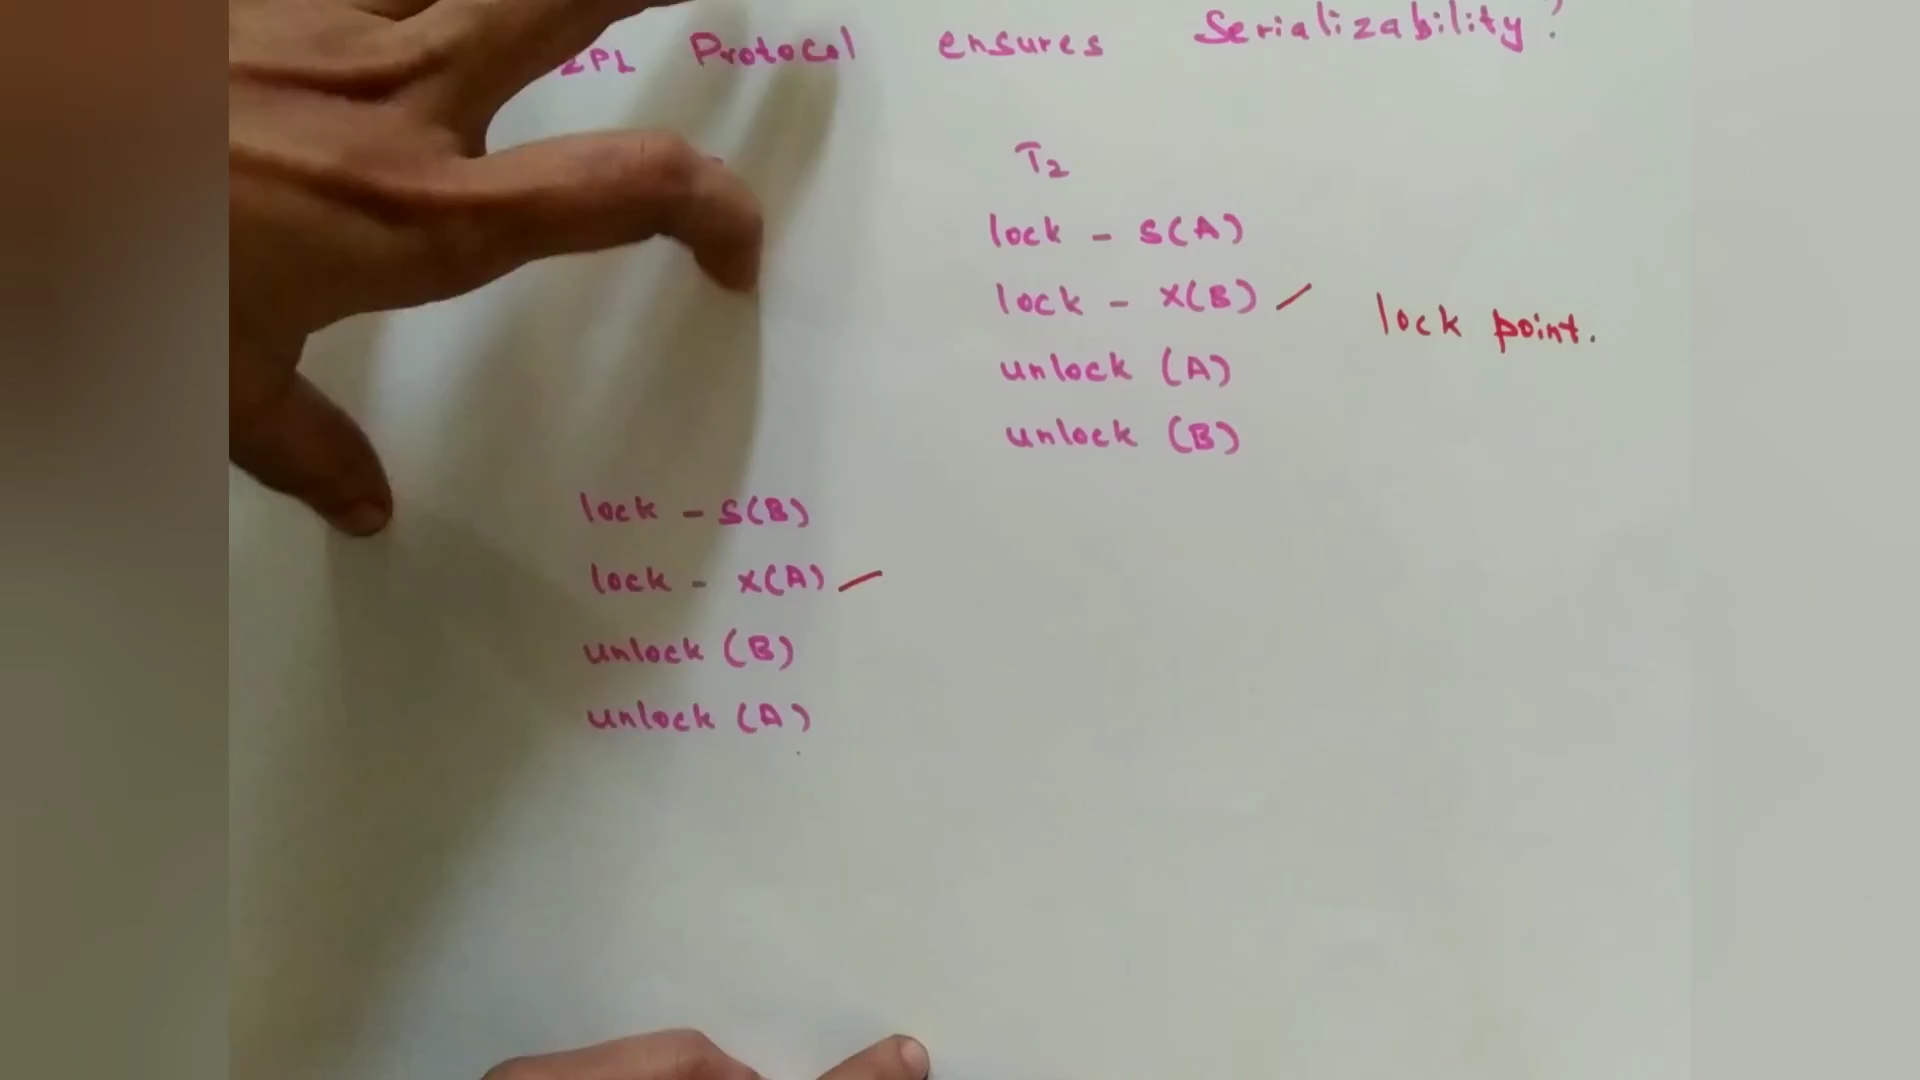 2PL Protocol ensures Serializability?
T2
lock - S(A)
lock - X(B)
lock point.
unlock (A)
unlock (B)
lock - S(B)
lock - X(A)
unlock (B)
unlock (A)